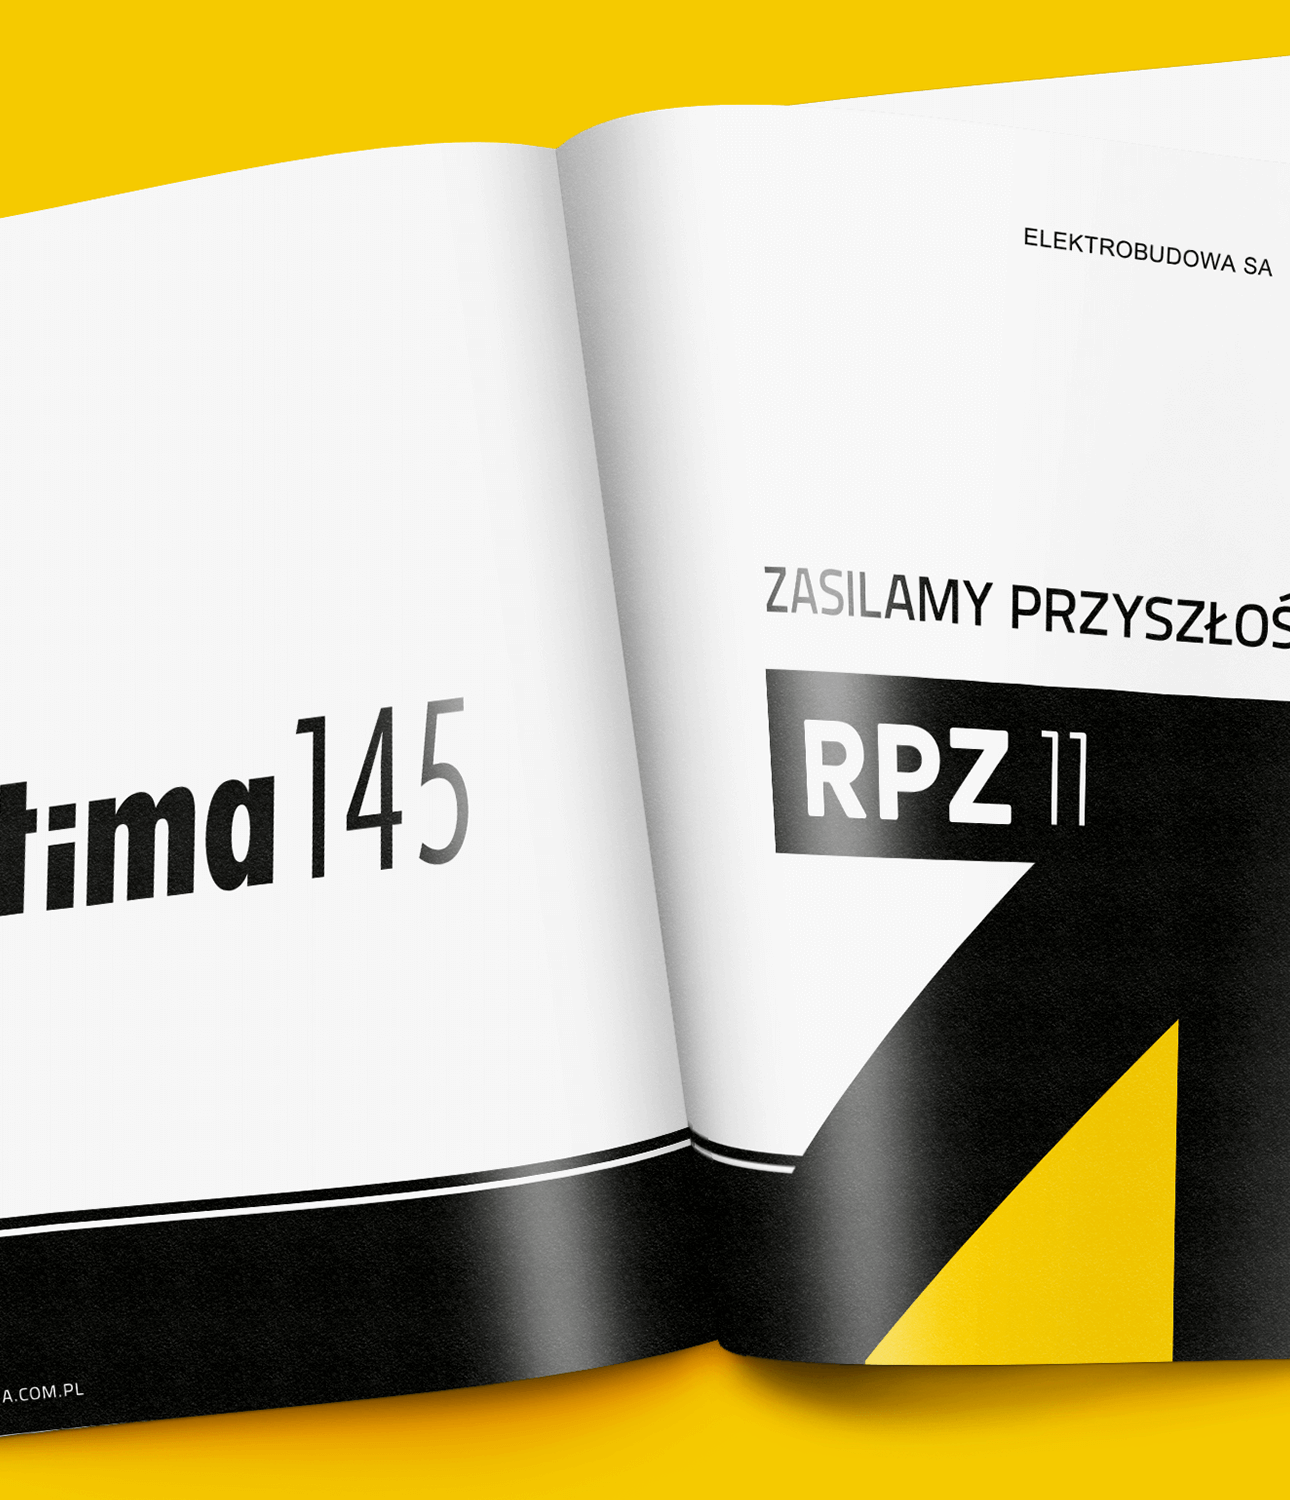 tima 145
A.COM.PL
ELEKTROBUDOWA SA
ZASILAMY PRZYSZŁOŚ
RPZ 11